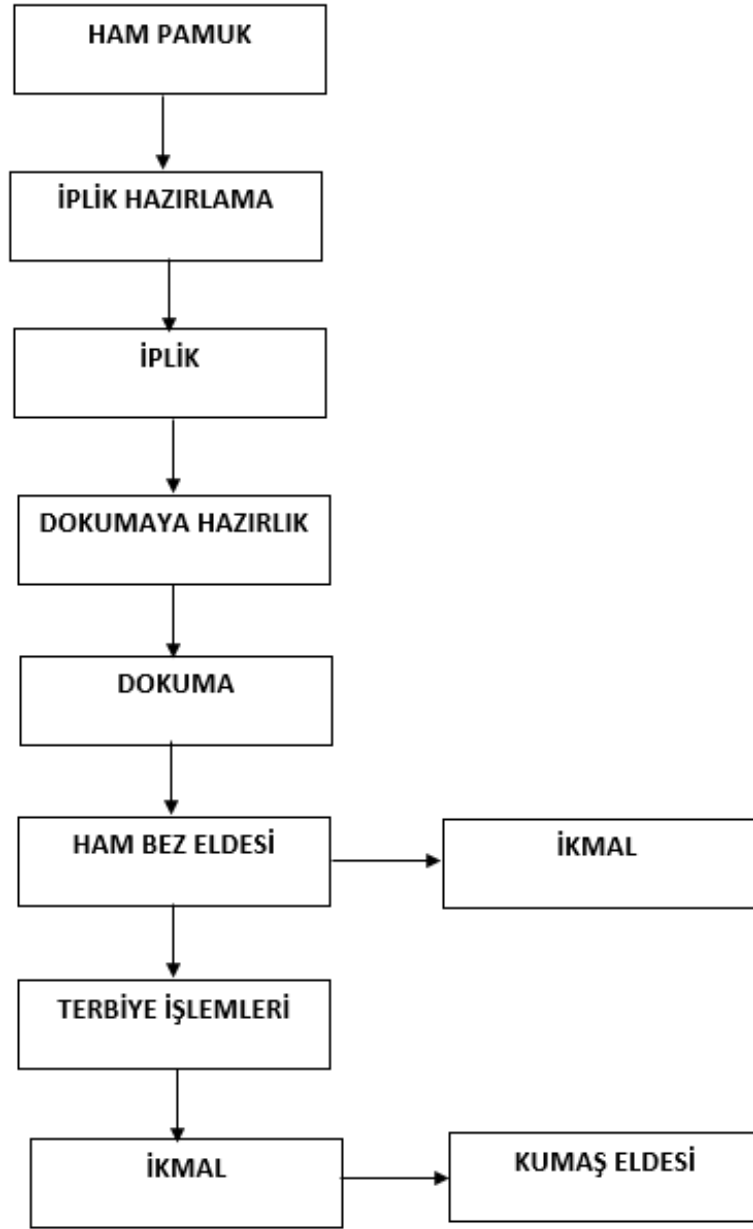 HAM PAMUK
İPLİK HAZIRLAMA
İPLİK
DOKUMAYA HAZIRLIK
DOKUMA
HAM BEZ ELDESİ
İKMAL
TERBİYE İŞLEMLERİ
İKMAL
KUMAŞ ELDESİ